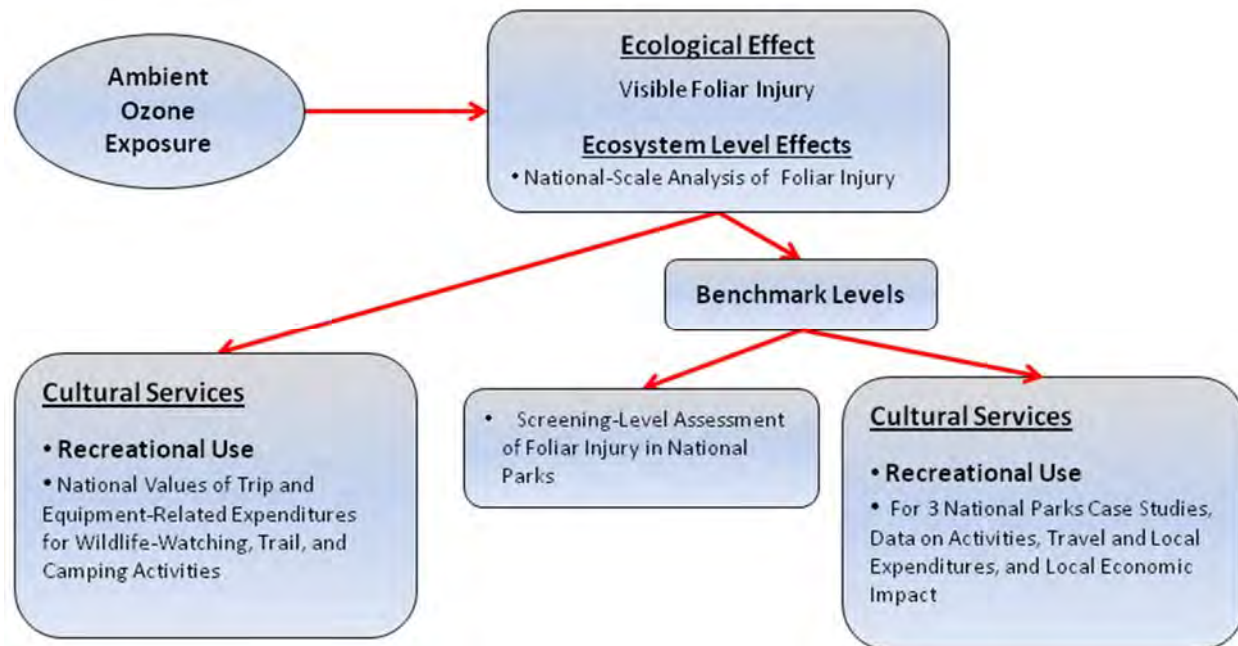 Ambient
Ozone
Exposure
Ecological Effect
Visible Foliar Injury
Ecosystem Level Effects
• National-Scale Analysis of Foliar Injury
Benchmark Levels
Cultural Services
• Recreational Use
• National Values of Trip and
Equipment-Related Expenditures
for Wildlife-Watching, Trail, and
Camping Activities
• Screening-Level Assessment
of Foliar Injury in National
Parks
Cultural Services
• Recreational Use
• For 3 National Parks Case Studies,
Data on Activities, Travel and Local
Expenditures, and Local Economic
Impact